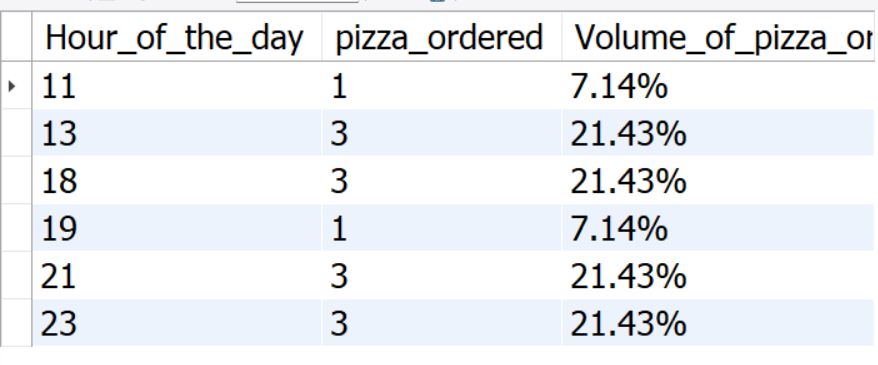 Hour_of_the_day pizza_ordered Volume_of_pizza_or
11 1 7.14%
13 3 21.43%
18 3 21.43%
19 1 7.14%
21 3 21.43%
23 3 21.43%